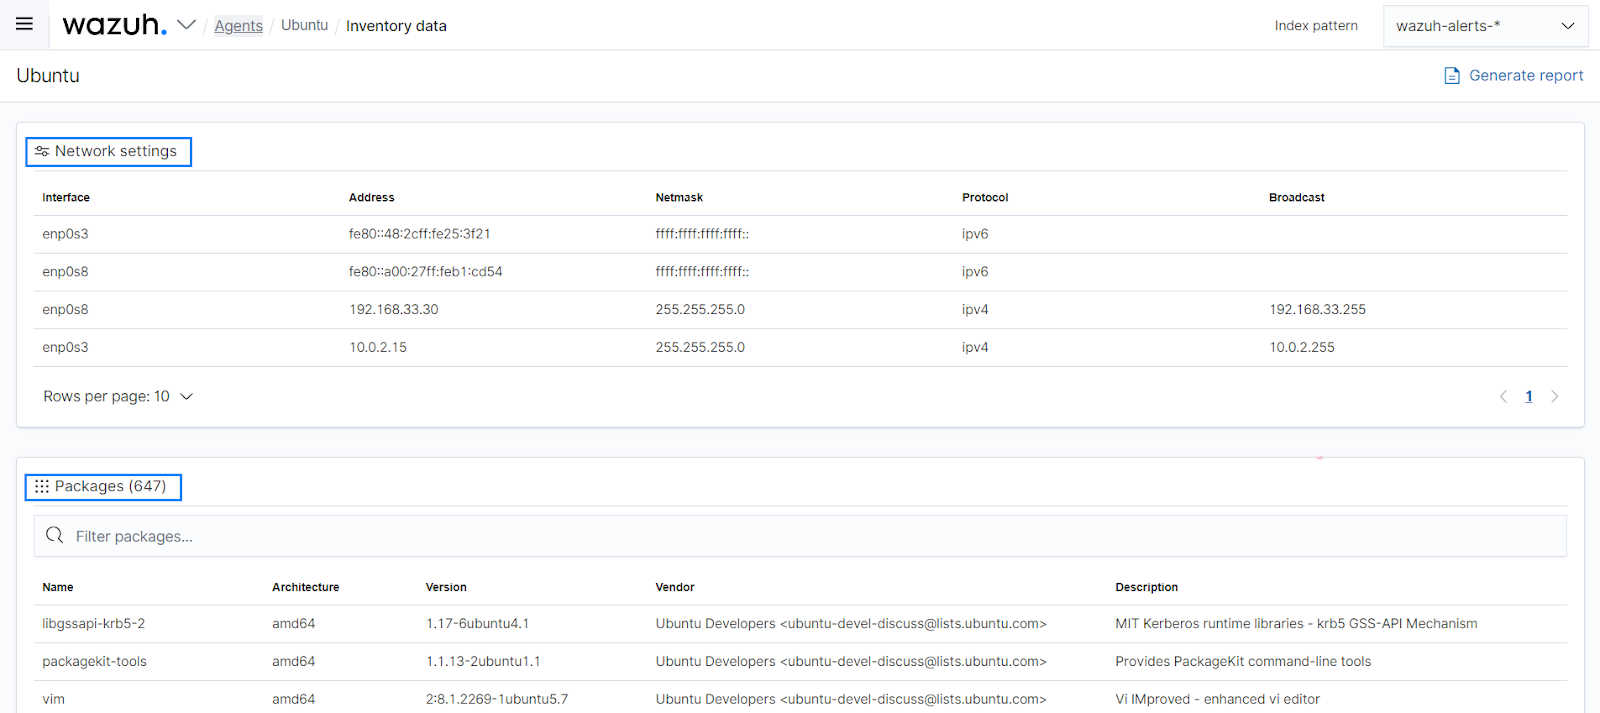 wazuh. / Agents / Ubuntu / Inventory data Index pattern wazuh-alerts-*
Ubuntu Generate report
Network settings
Interface Address Netmask Protocol Broadcast
enp0s3 fe80::48:2cff:fe25:3f21 ffff:ffff:ffff:ffff:: ipv6
enp0s8 fe80::a00:27ff:feb1:cd54 ffff:ffff:ffff:ffff:: ipv6
enp0s8 192.168.33.30 255.255.255.0 ipv4 192.168.33.255
enp0s3 10.0.2.15 255.255.255.0 ipv4 10.0.2.255
Rows per page: 10 1
Packages (647)
Filter packages...
Name Architecture Version Vendor Description
libgssapi-krb5-2 amd64 1.17-6ubuntu4.1 Ubuntu Developers <ubuntu-devel-discuss@lists.ubuntu.com> MIT Kerberos runtime libraries - krb5 GSS-API Mechanism
packagekit-tools amd64 1.1.13-2ubuntu1.1 Ubuntu Developers <ubuntu-devel-discuss@lists.ubuntu.com> Provides PackageKit command-line tools
vim amd64 2:8.1.2269-1ubuntu5.7 Ubuntu Developers <ubuntu-devel-discuss@lists.ubuntu.com> Vi IMproved - enhanced vi editor